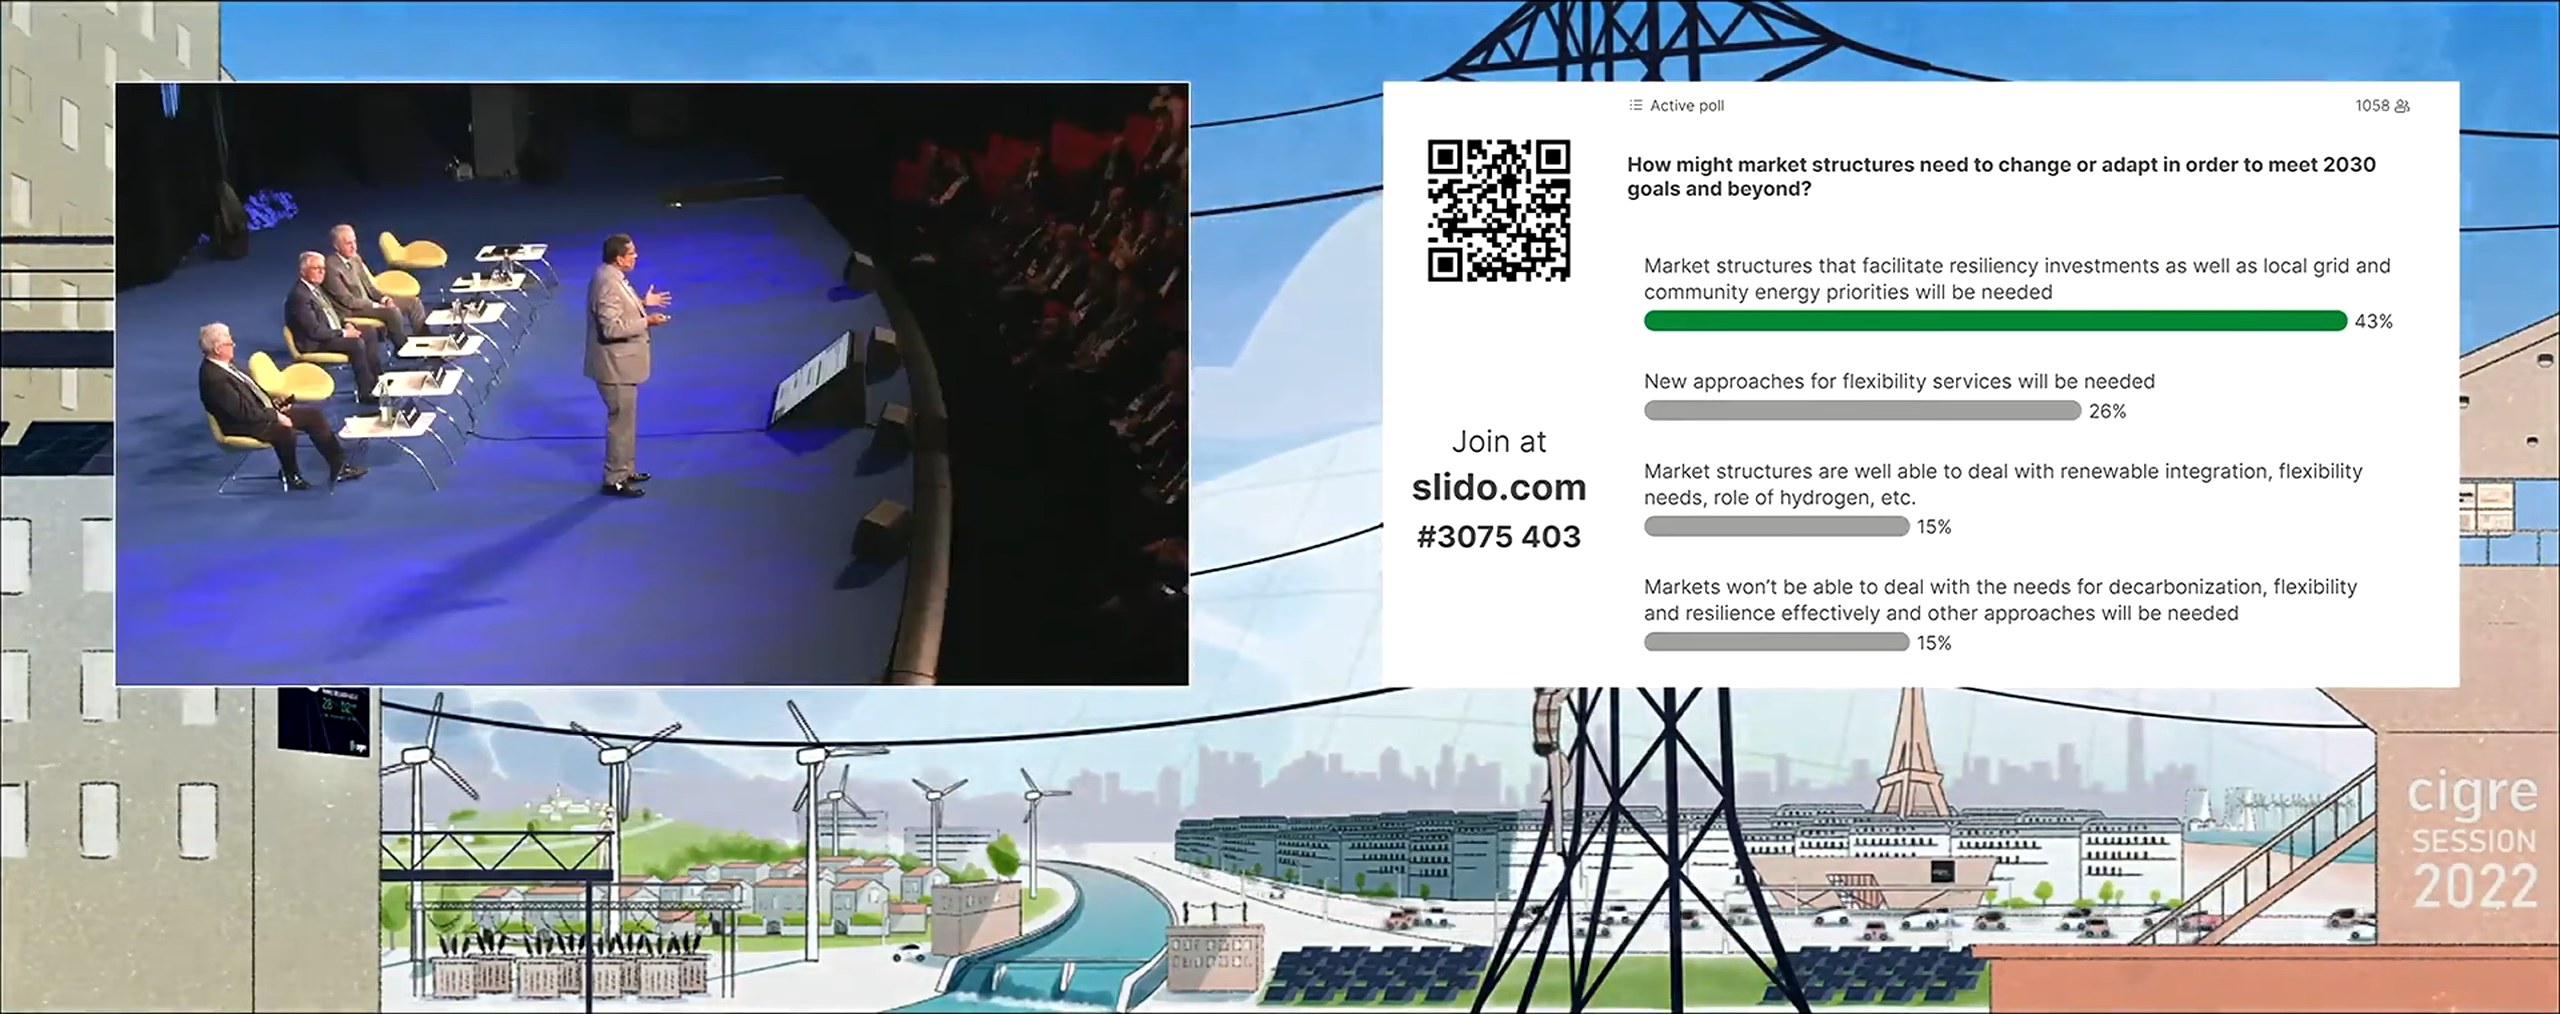 Active poll
1058
How might market structures need to change or adapt in order to meet 2030
goals and beyond?
Market structures that facilitate resiliency investments as well as local grid and
community energy priorities will be needed
43%
New approaches for flexibility services will be needed
26%
Market structures are well able to deal with renewable integration, flexibility
needs, role of hydrogen, etc.
15%
Markets won't be able to deal with the needs for decarbonization, flexibility
and resilience effectively and other approaches will be needed
15%
Join at
slido.com
#3075 403
cigre
SESSION
2022